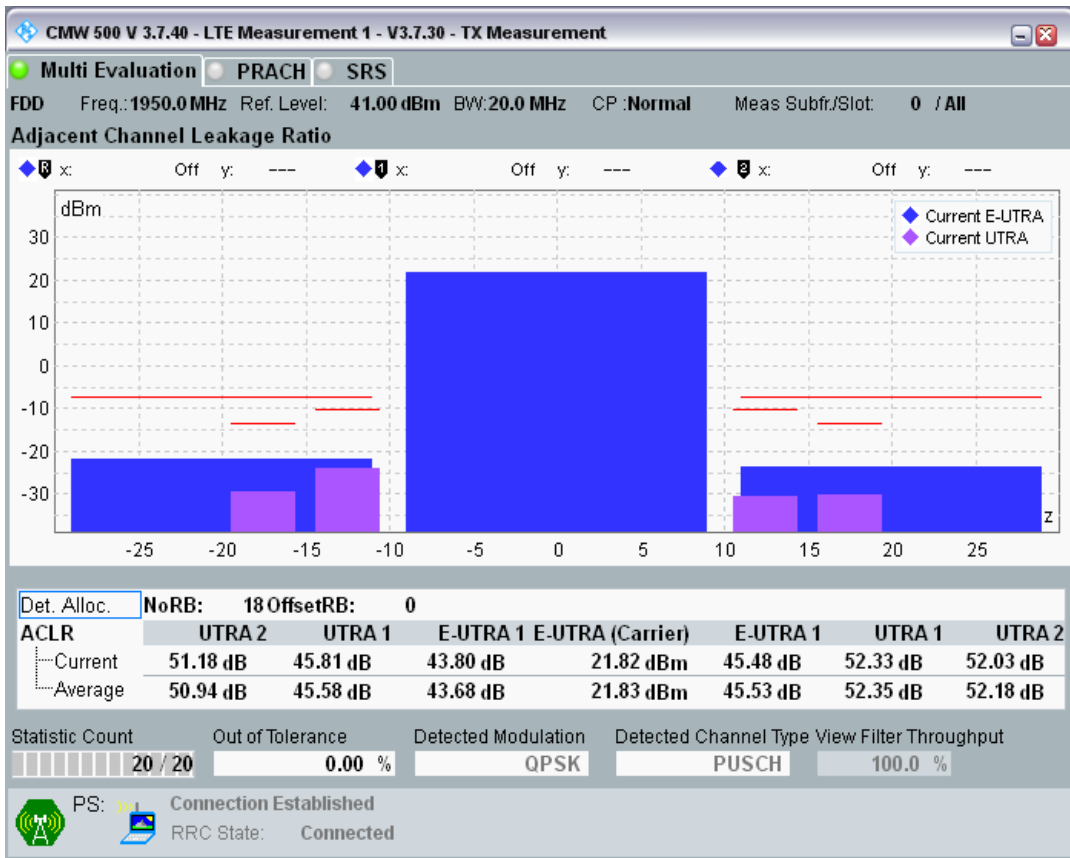 CMW 500 V 3.7.40 - LTE Measurement 1 - V3.7.30 - TX Measurement
Multi Evaluation PRACH SRS
FDD Freq.:1950.0 MHz Ref. Level: 41.00 dBm BW:20.0 MHz CP :Normal Meas Subfr./Slot: 0 / All
Adjacent Channel Leakage Ratio
R x: Off y: --- 1 x: Off y: --- 2 x: Off y: ---
dBm
Current E-UTRA
Current UTRA
30
20
10
0
-10
-20
-30
z
-25 -20 -15 -10 -5 0 5 10 15 20 25
Det. Alloc. NoRB: 18 OffsetRB: 0
ACLR UTRA 2 UTRA 1 E-UTRA 1 E-UTRA (Carrier) E-UTRA 1 UTRA 1 UTRA 2
Current 51.18 dB 45.81 dB 43.80 dB 21.82 dBm 45.48 dB 52.33 dB 52.03 dB
Average 50.94 dB 45.58 dB 43.68 dB 21.83 dBm 45.53 dB 52.35 dB 52.18 dB
Statistic Count Out of Tolerance Detected Modulation Detected Channel Type View Filter Throughput
20 / 20 0.00 % QPSK PUSCH 100.0 %
PS: Connection Established
RRC State: Connected